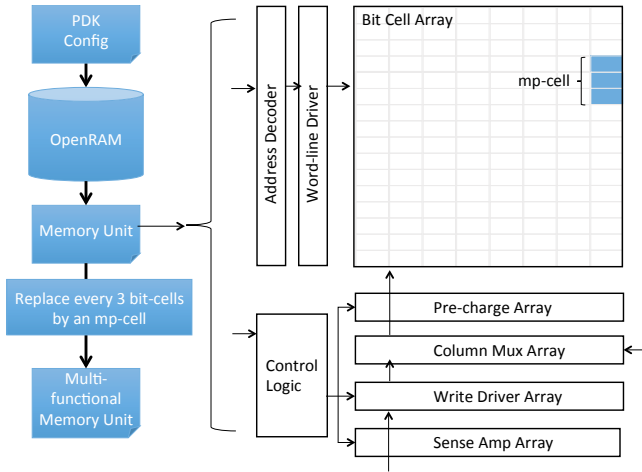 PDK
Config
OpenRAM
Memory Unit
Replace every 3 bit-cells
by an mp-cell
Multi-
functional
Memory Unit
Address Decoder
Word-line Driver
Bit Cell Array
mp-cell
Control
Logic
Pre-charge Array
Column Mux Array
Write Driver Array
Sense Amp Array